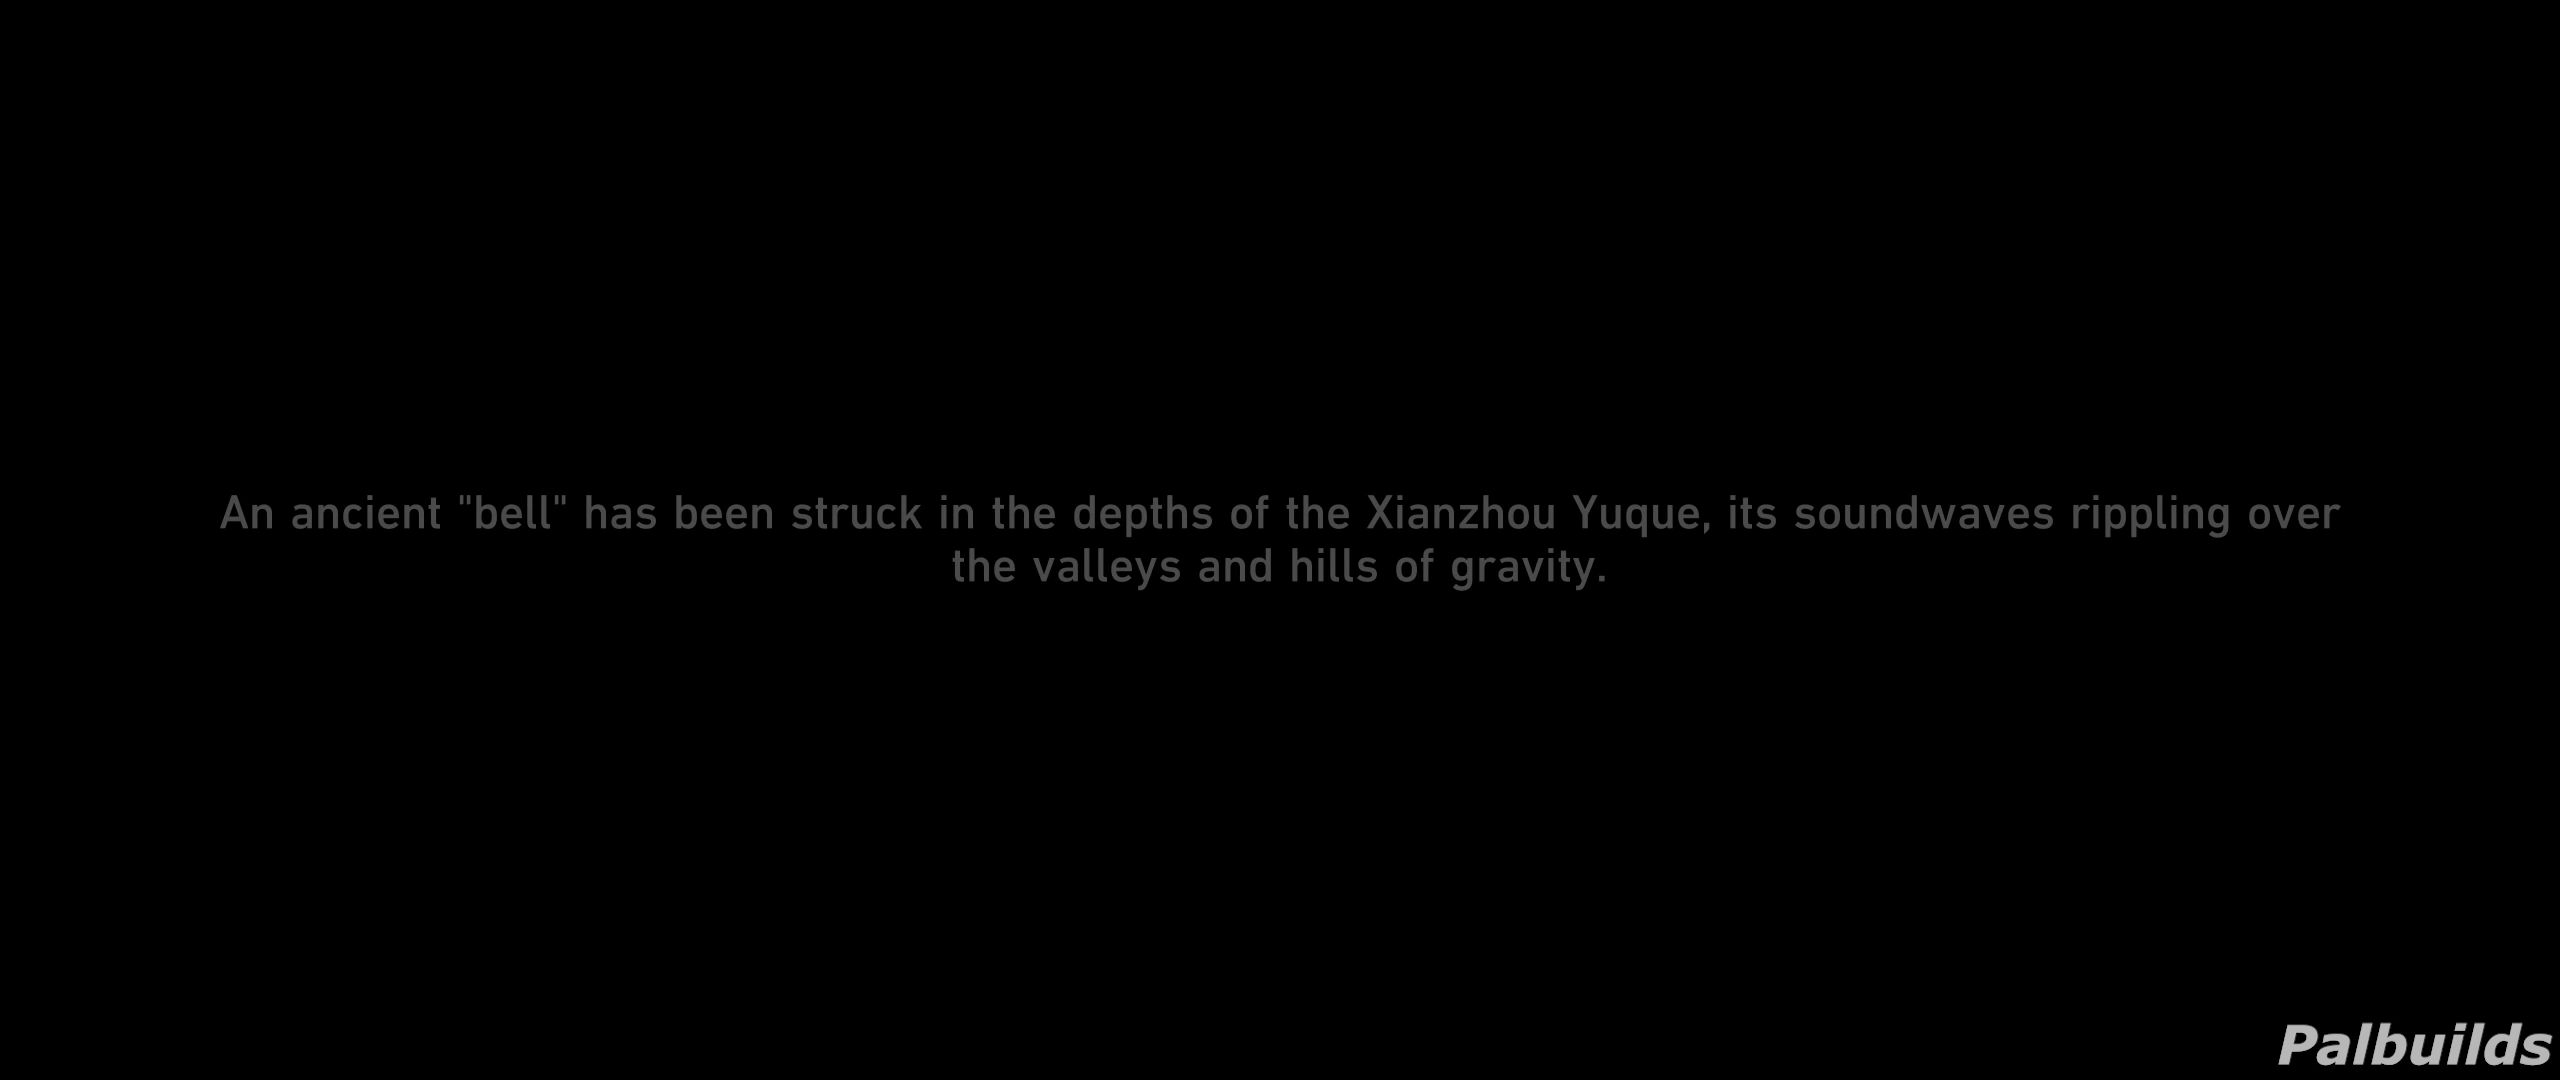 An ancient "bell" has been struck in the depths of the Xianzhou Yuque, its soundwaves rippling over
the valleys and hills of gravity.
Palbuilds